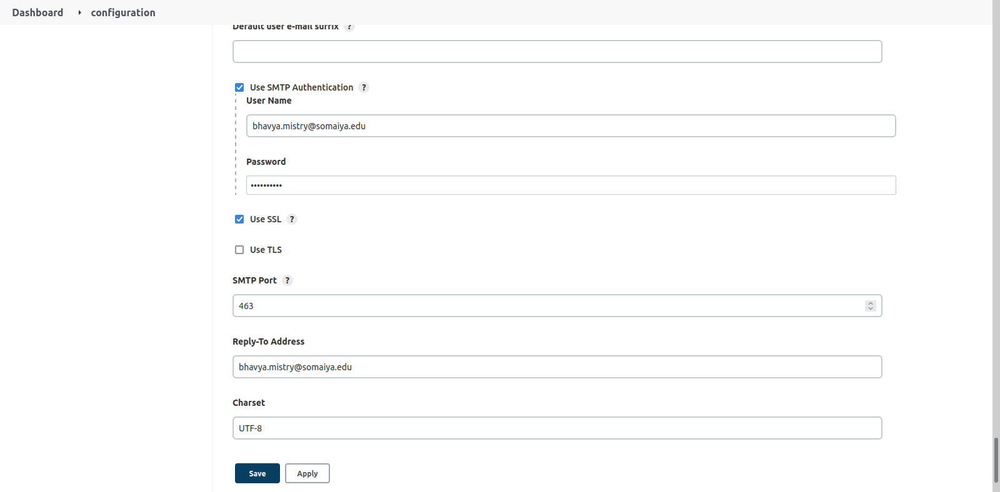 Dashboard configuration
Default user e-mail suffix ?
Use SMTP Authentication ?
User Name
bhavya.mistry@somaiya.edu
Password
••••••••••
Use SSL ?
Use TLS
SMTP Port ?
463
Reply-To Address
bhavya.mistry@somaiya.edu
Charset
UTF-8
Save Apply